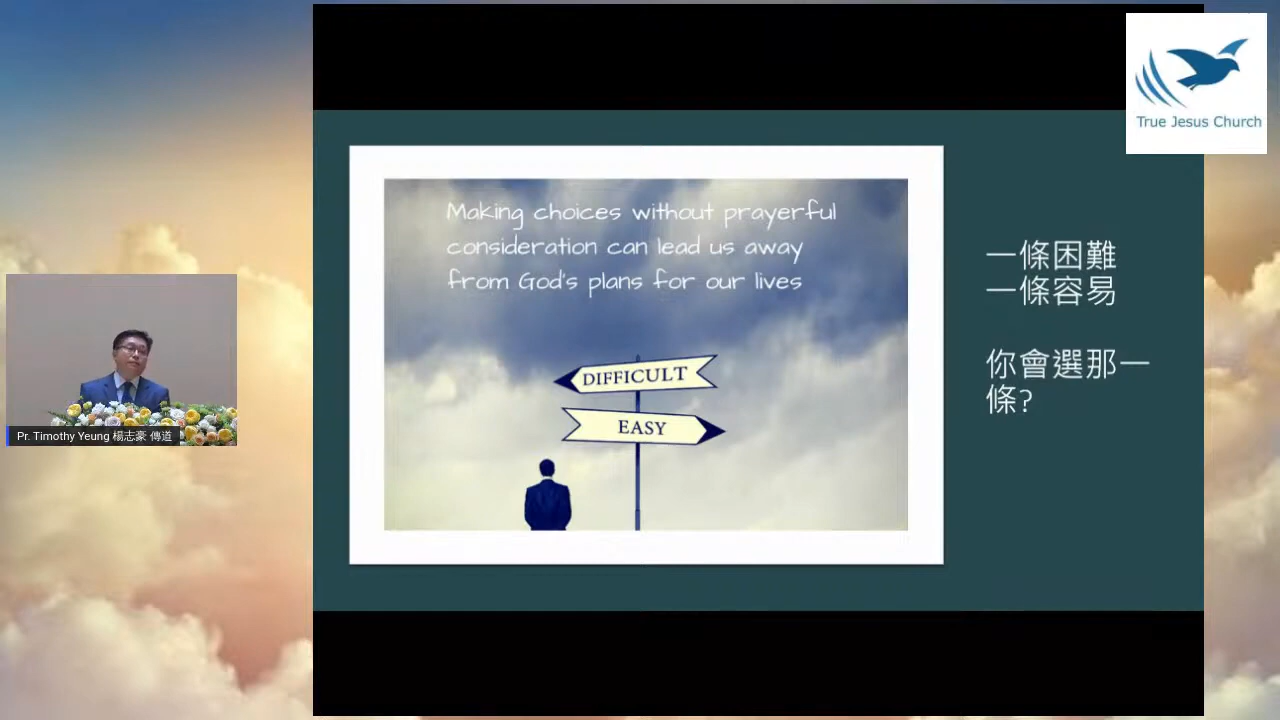 True Jesus Church
Making choices without prayerful
consideration can lead us away
from God's plans for our lives
DIFFICULT
EASY
一條困難
一條容易
你會選那一
條?
Pr. Timothy Yeung 楊志豪 傳道